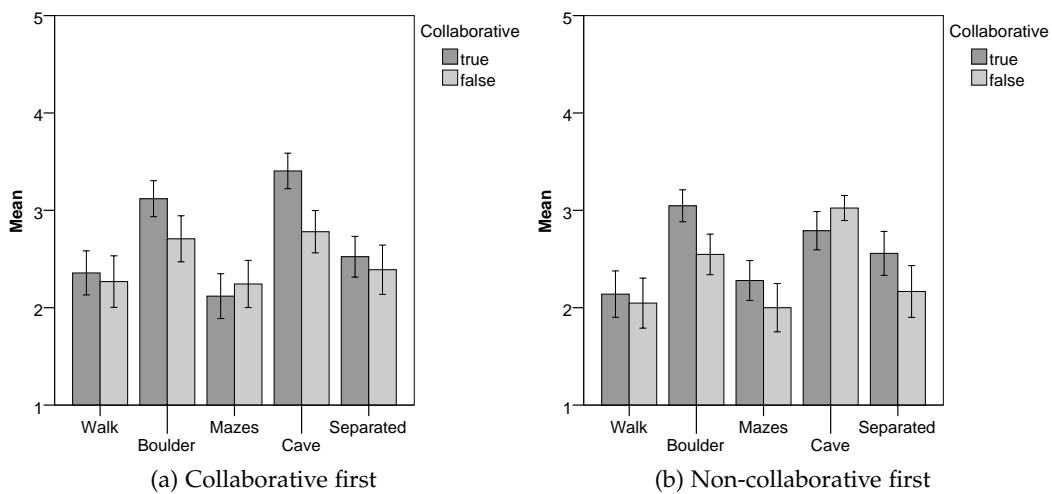 Collaborative
true
false
5
4
3
2
1
Mean
Walk
Boulder
Mazes
Cave
Separated
(a) Collaborative first
Collaborative
true
false
5
4
3
2
1
Mean
Walk
Boulder
Mazes
Cave
Separated
(b) Non-collaborative first